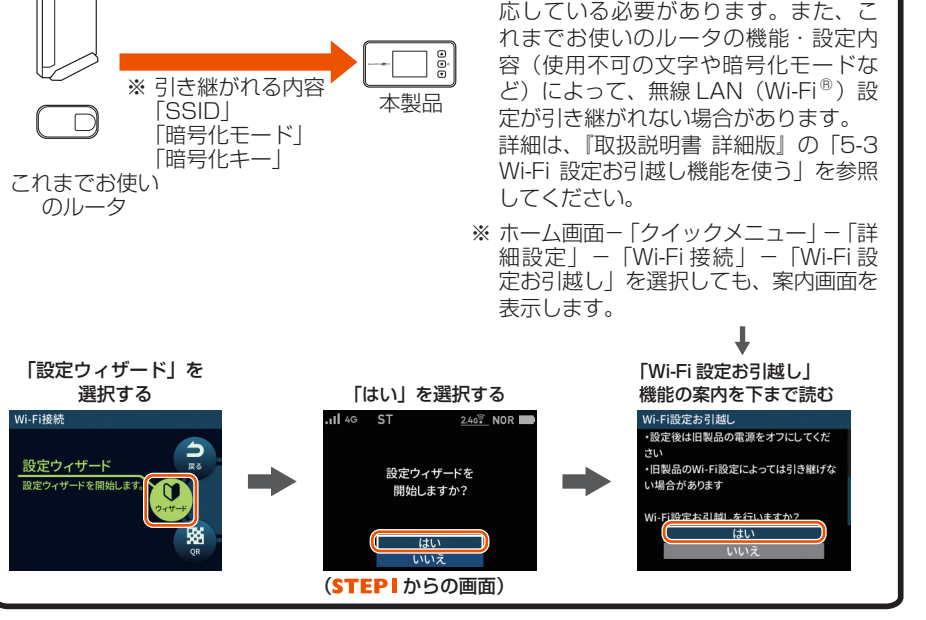 応している必要があります。また、こ
れまでお使いのルータの機能・設定内
容（使用不可の文字や暗号化モードな
ど）によって、無線 LAN（Wi-Fi®）設
定が引き継がれない場合があります。
詳細は、『取扱説明書 詳細版』の「5-3
Wi-Fi 設定お引越し機能を使う」を参照
してください。
※ ホーム画面－「クイックメニュー」－「詳
細設定」－「Wi-Fi 接続」－「Wi-Fi 設
定お引越し」を選択しても、案内画面を
表示します。
※ 引き継がれる内容
「SSID」
「暗号化モード」
「暗号化キー」
本製品
これまでお使い
のルータ
「設定ウィザード」を
選択する
Wi-Fi接続
設定ウィザード
設定ウィザードを開始します。
戻る
ウィザード
QR
「はい」を選択する
4G ST 2.4G NOR
設定ウィザードを
開始しますか？
はい
いいえ
（STEP1からの画面）
「Wi-Fi 設定お引越し」
機能の案内を下まで読む
Wi-Fi設定お引越し
・設定後は旧製品の電源をオフにしてくだ
さい
・旧製品のWi-Fi設定によっては引き継げな
い場合があります
Wi-Fi設定お引越しを行いますか？
はい
いいえ